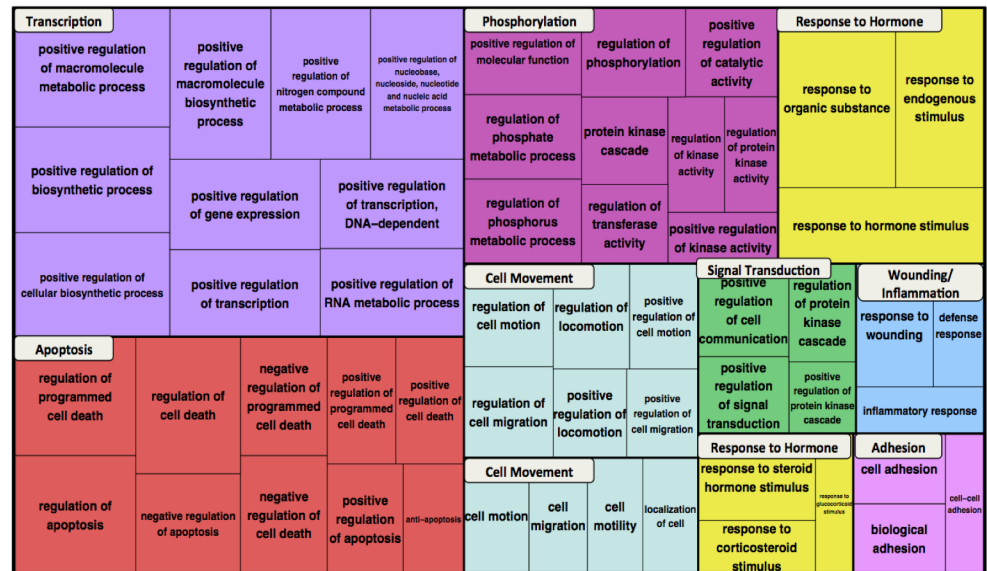 Transcription
positive regulation
of macromolecule
metabolic process
positive
regulation of
macromolecule
biosynthetic
process
positive
regulation of
nitrogen compound
metabolic process
positive regulation of
nucleobase,
nucleoside, nucleotide
and nucleic acid
metabolic process
positive regulation of
biosynthetic process
positive regulation
of gene expression
positive regulation
of transcription,
DNA-dependent
positive regulation of
cellular biosynthetic process
positive regulation
of transcription
positive regulation of
RNA metabolic process
Phosphorylation
positive regulation of
molecular function
regulation of
phosphorylation
positive
regulation
of catalytic
activity
regulation of
phosphate
metabolic process
protein kinase
cascade
regulation
of kinase
activity
regulation
of protein
kinase
activity
regulation of
phosphorus
metabolic process
regulation of
transferase
activity
positive regulation
of kinase activity
Response to Hormone
response to
organic substance
response to
endogenous
stimulus
response to hormone stimulus
Apoptosis
regulation of
programmed
cell death
regulation of
cell death
negative
regulation of
programmed
cell death
positive
regulation of
programmed
cell death
positive
regulation of
cell death
regulation of
apoptosis
negative regulation
of apoptosis
negative
regulation of
cell death
positive
regulation
of apoptosis
anti-apoptosis
Cell Movement
regulation of
cell motion
regulation of
locomotion
positive
regulation of
cell motion
regulation of
cell migration
positive
regulation of
locomotion
positive
regulation of
cell migration
Cell Movement
cell motion
cell
migration
cell
motility
localization
of cell
Signal Transduction
positive
regulation
of cell
communication
regulation
of protein
kinase
cascade
positive
regulation
of signal
transduction
positive
regulation of
protein kinase
cascade
Wounding/
Inflammation
response to
wounding
defense
response
inflammatory response
Response to Hormone
response to steroid
hormone stimulus
response to
glucocorticoid
stimulus
response to
corticosteroid
stimulus
Adhesion
cell adhesion
cell-cell
adhesion
biological
adhesion